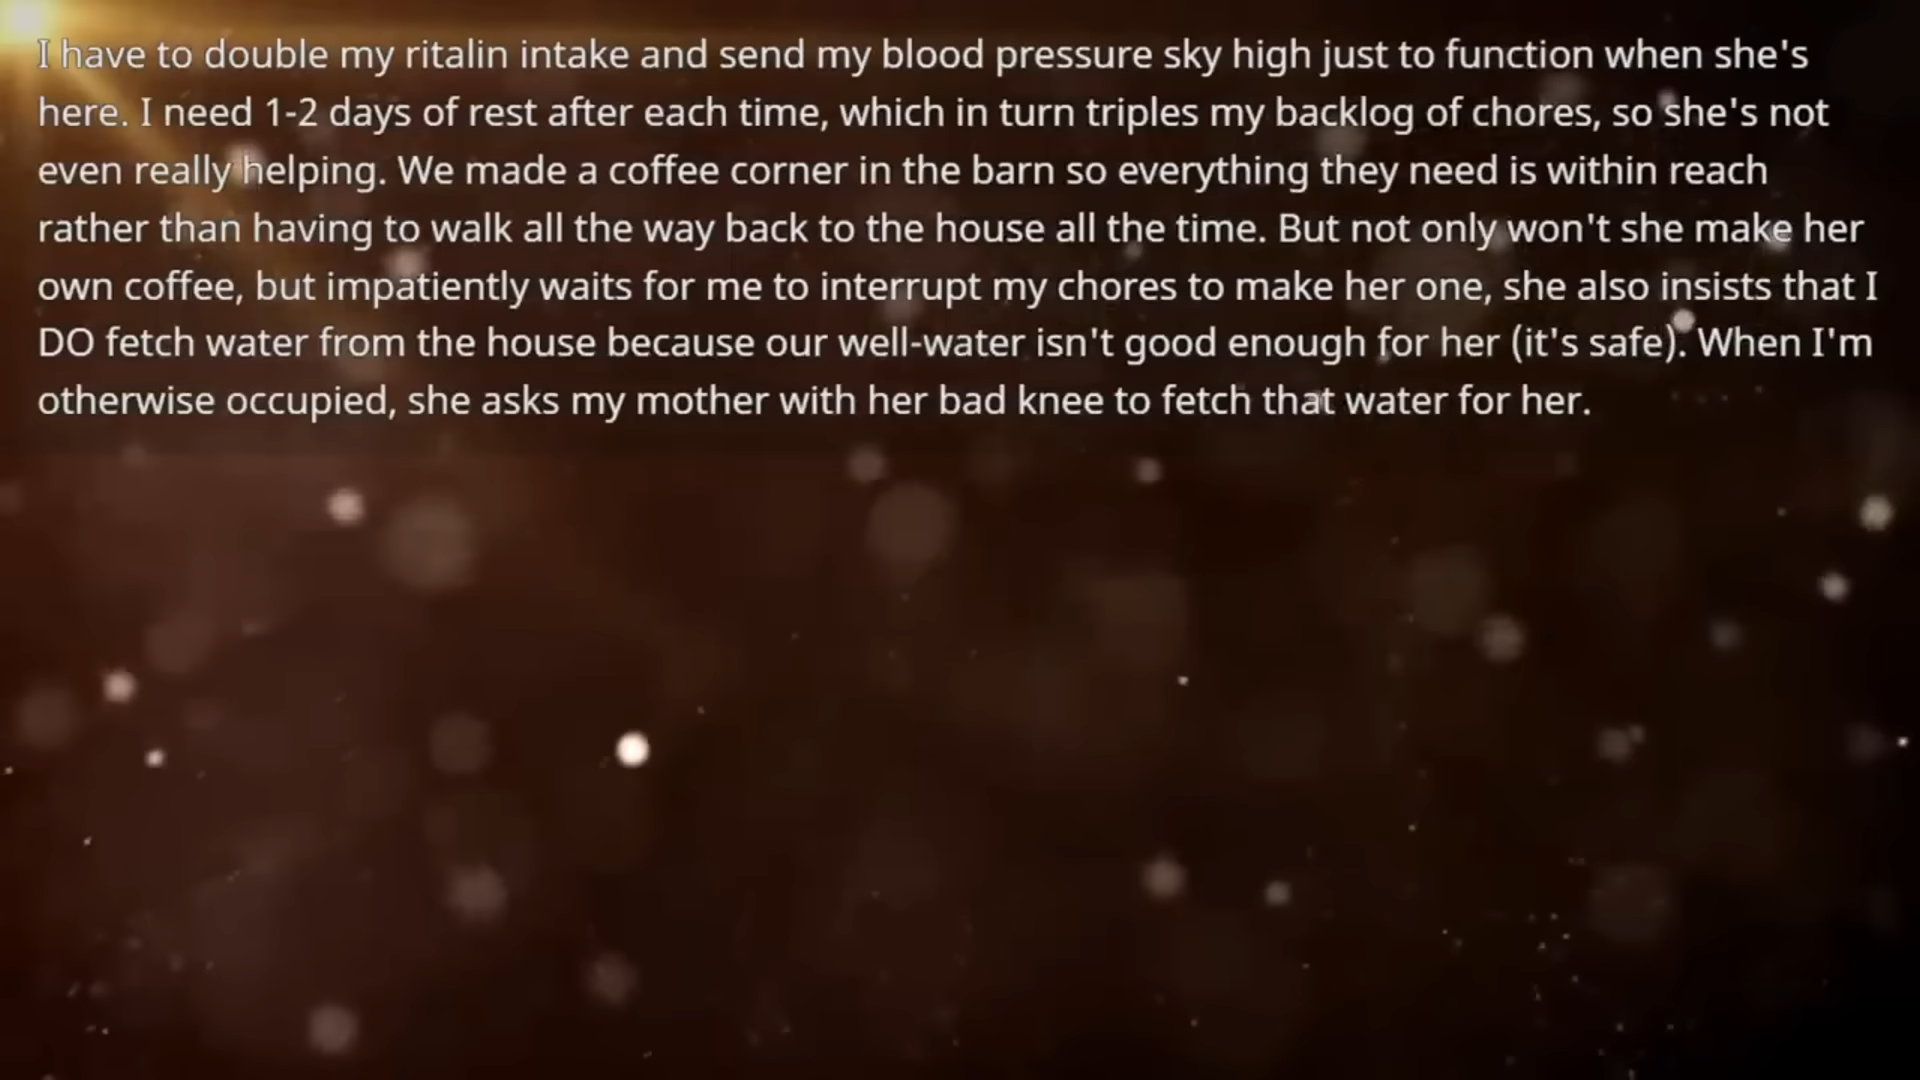 I have to double my ritalin intake and send my blood pressure sky high just to function when she's
here. I need 1-2 days of rest after each time, which in turn triples my backlog of chores, so she's not
even really helping. We made a coffee corner in the barn so everything they need is within reach
rather than having to walk all the way back to the house all the time. But not only won't she make her
own coffee, but impatiently waits for me to interrupt my chores to make her one, she also insists that I
DO fetch water from the house because our well-water isn't good enough for her (it's safe). When I'm
otherwise occupied, she asks my mother with her bad knee to fetch that water for her.